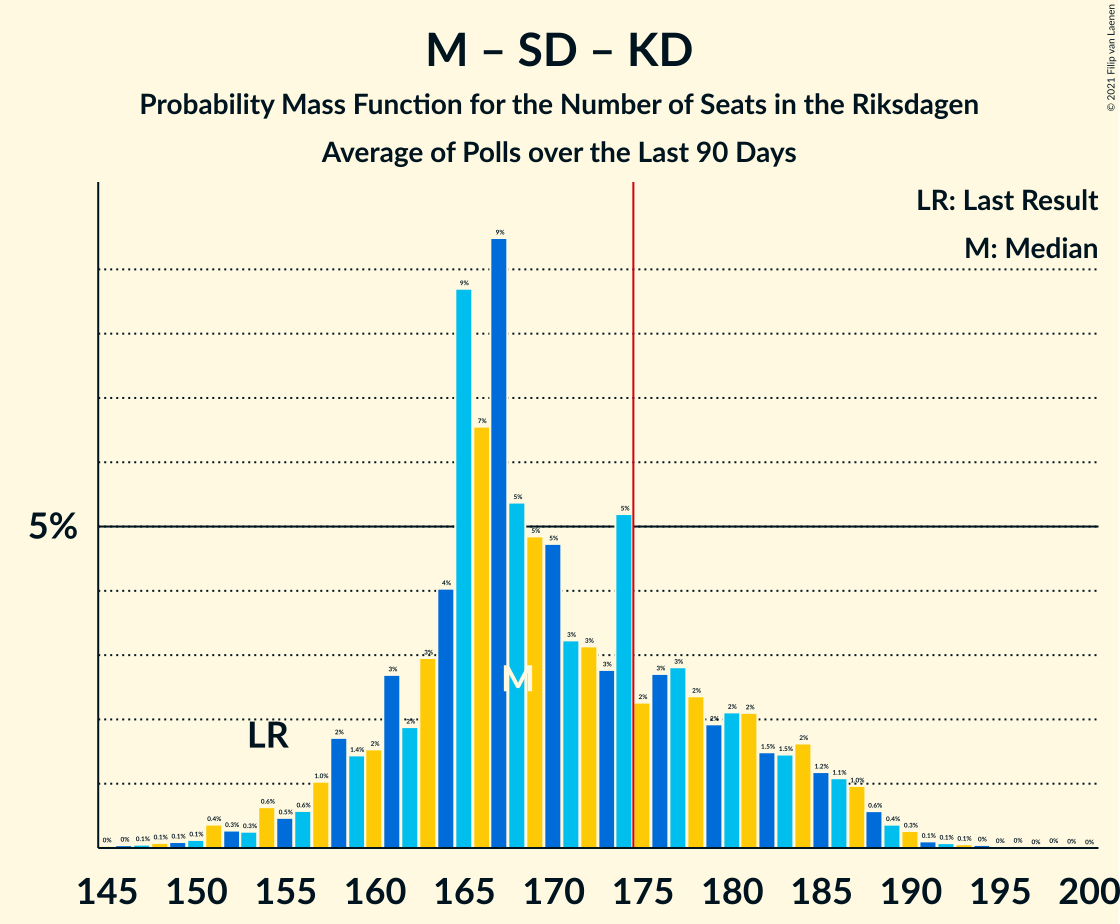 M – SD – KD
Probability Mass Function for the Number of Seats in the Riksdagen
Average of Polls over the Last 90 Days
© 2021 Filip van Laenen
LR: Last Result
M: Median
5%
LR
M
0% 0% 0.1% 0.1% 0.1% 0.1% 0.4% 0.3% 0.3% 0.6% 0.5% 0.6% 1.0% 2% 1.4% 2% 3% 2% 3% 4% 9% 7% 9% 5% 5% 5% 3% 3% 3% 5% 2% 3% 3% 2% 2% 2% 2% 1.5% 1.5% 2% 1.2% 1.1% 1.0% 0.6% 0.4% 0.3% 0.1% 0.1% 0.1% 0% 0% 0% 0% 0% 0% 0%
145 150 155 160 165 170 175 180 185 190 195 200